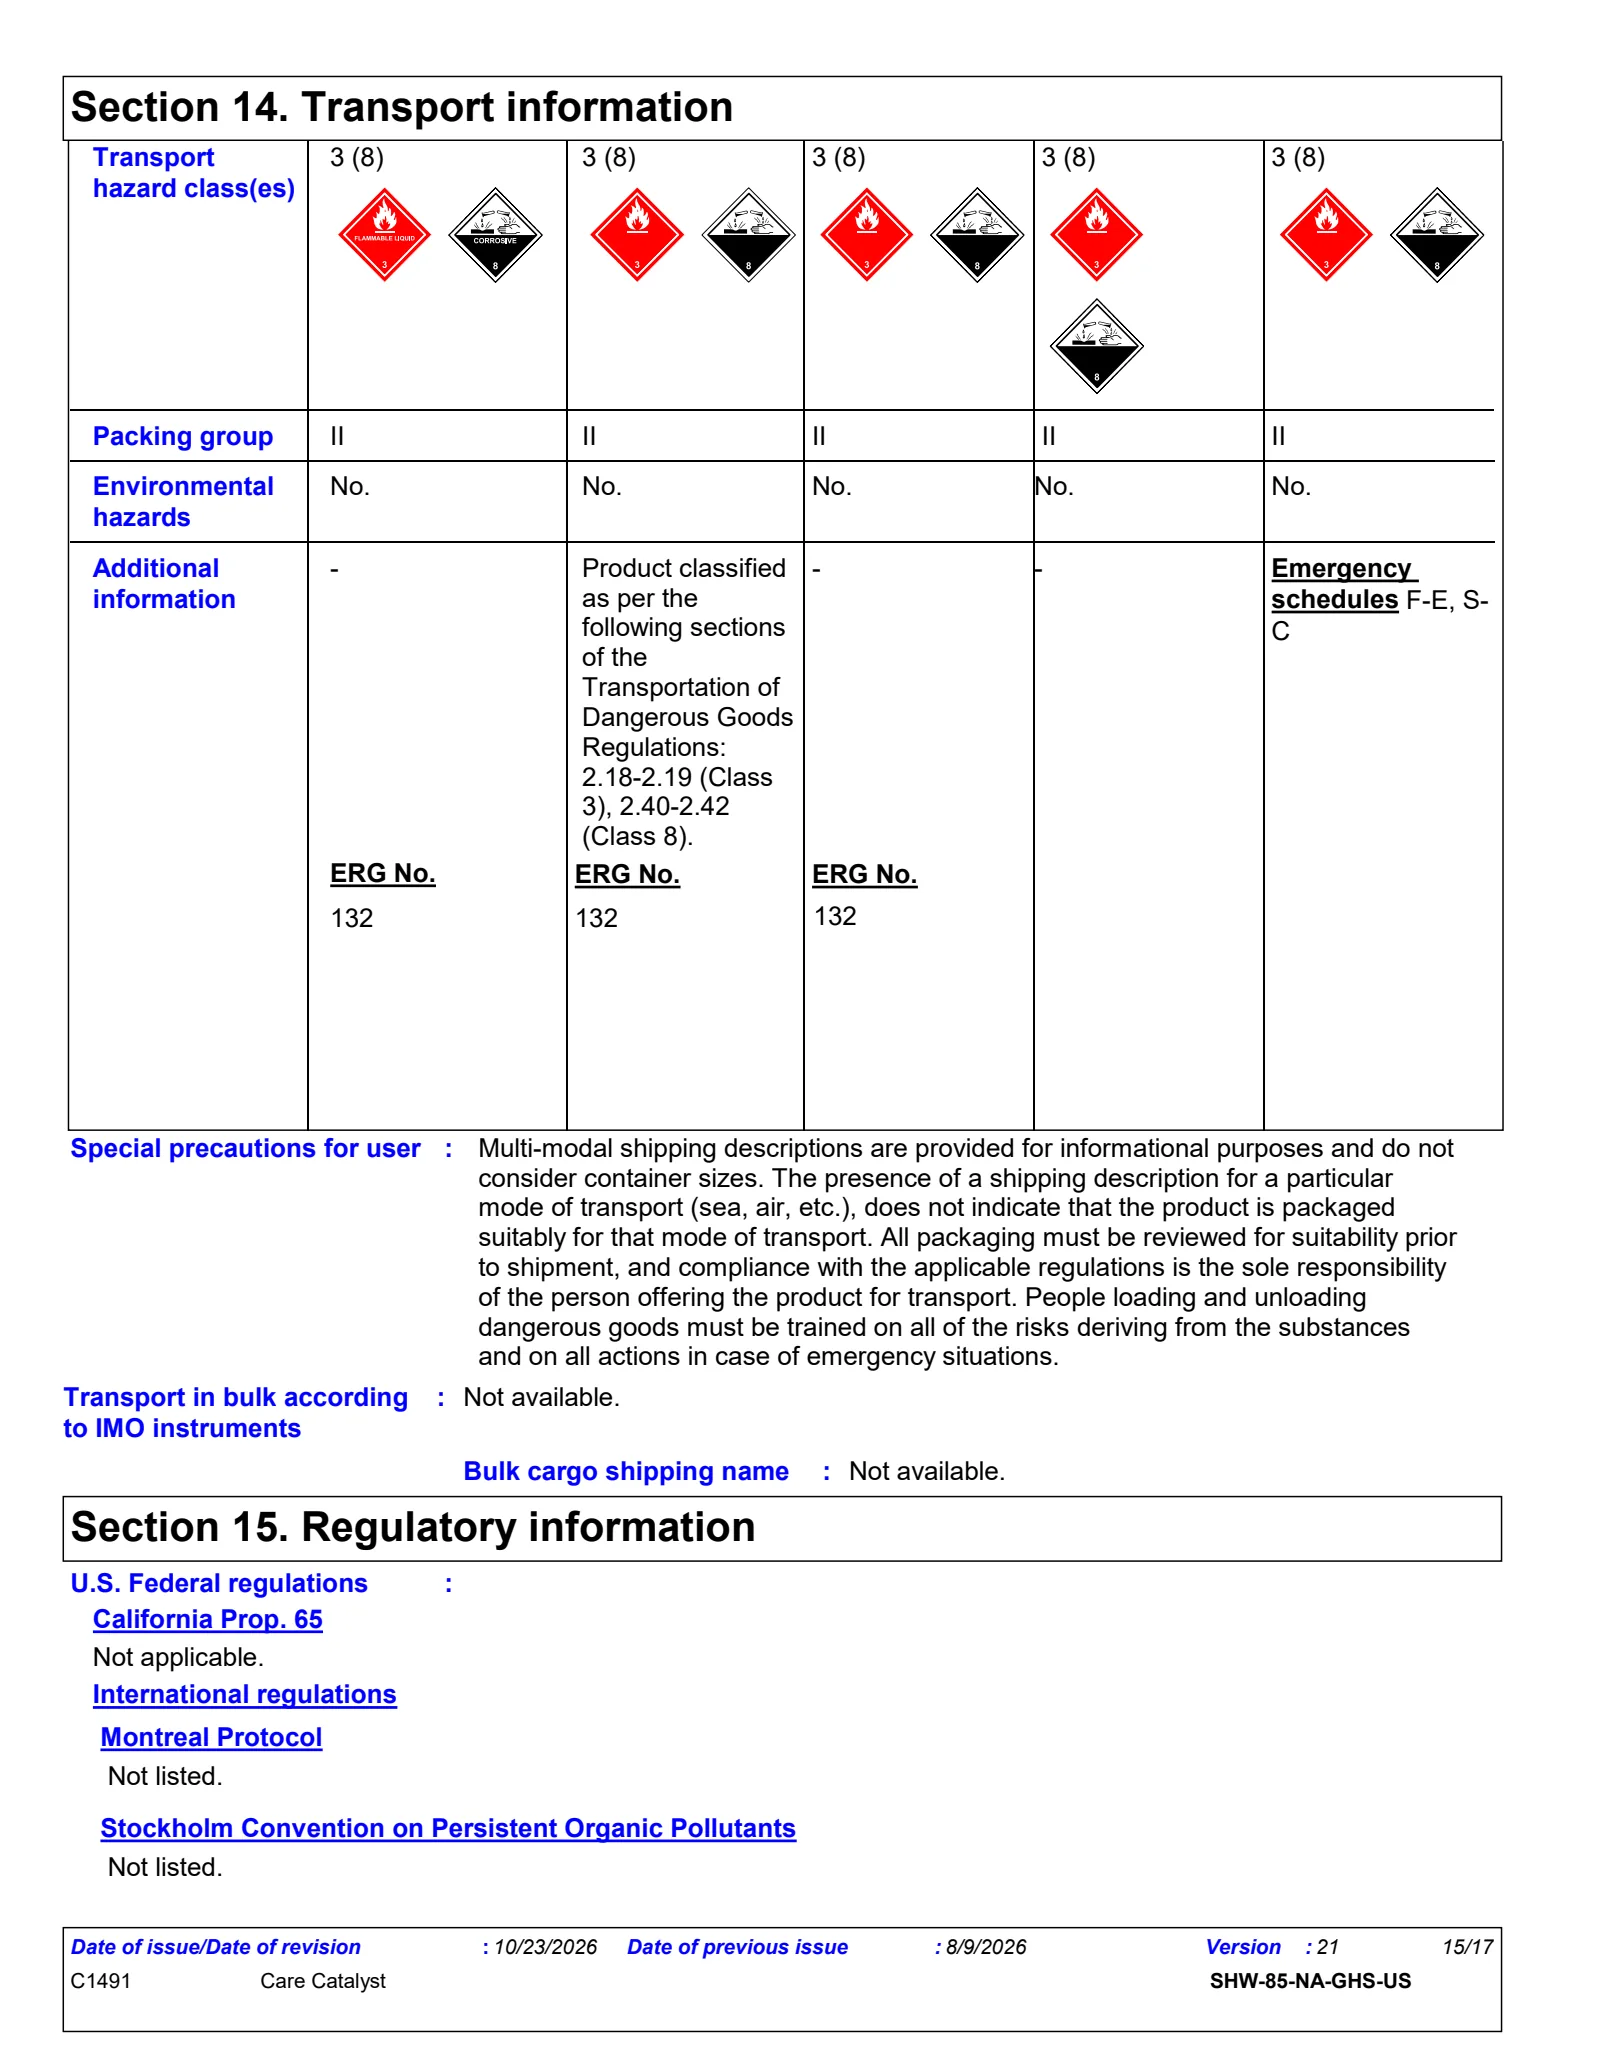 Section 14. Transport information
Transport
hazard class(es)
3 (8)
3 (8)
3 (8)
3 (8)
3 (8)
FLAMMABLE LIQUID
3
CORROSIVE
8
3
8
3
8
3
8
3
8
Packing group
II
II
II
II
II
Environmental
hazards
No.
No.
No.
No.
No.
Additional
information
-
ERG No.
132
Product classified
as per the
following sections
of the
Transportation of
Dangerous Goods
Regulations:
2.18-2.19 (Class
3), 2.40-2.42
(Class 8).
ERG No.
132
-
ERG No.
132
-
Emergency
schedules F-E, S-
C
Special precautions for user :
Multi-modal shipping descriptions are provided for informational purposes and do not
consider container sizes. The presence of a shipping description for a particular
mode of transport (sea, air, etc.), does not indicate that the product is packaged
suitably for that mode of transport. All packaging must be reviewed for suitability prior
to shipment, and compliance with the applicable regulations is the sole responsibility
of the person offering the product for transport. People loading and unloading
dangerous goods must be trained on all of the risks deriving from the substances
and on all actions in case of emergency situations.
Transport in bulk according : Not available.
to IMO instruments
Bulk cargo shipping name : Not available.
Section 15. Regulatory information
U.S. Federal regulations :
California Prop. 65
Not applicable.
International regulations
Montreal Protocol
Not listed.
Stockholm Convention on Persistent Organic Pollutants
Not listed.
Date of issue/Date of revision : 10/23/2026 Date of previous issue : 8/9/2026 Version : 21 15/17
C1491 Care Catalyst SHW-85-NA-GHS-US